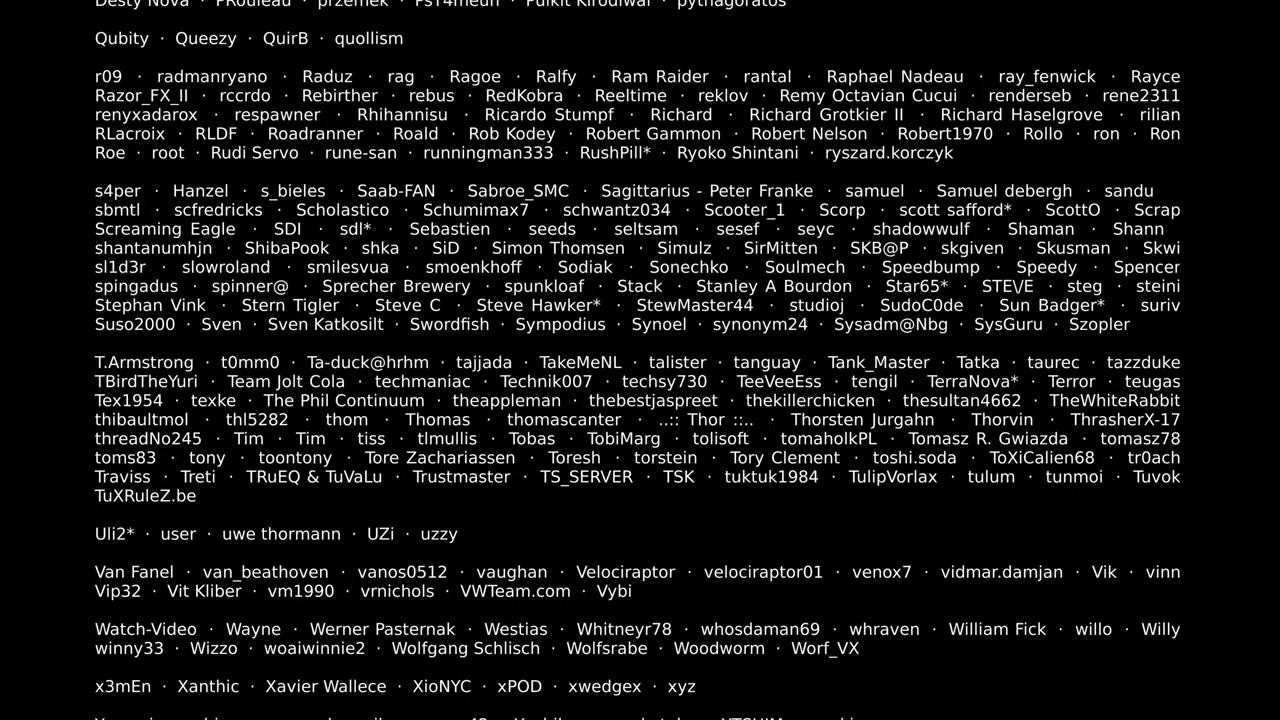 Desty Nova · PRouleau · przemek · PsYi4meuh · Pulkit Kirodiwal · pythagoratos
Qubity · Queezy · QuirB · quollism
r09 · radmanryano · Raduz · rag · Ragoe · Ralfy · Ram Raider · rantal · Raphael Nadeau · ray_fenwick · Rayce
Razor_FX_II · rccrdo · Rebirther · rebus · RedKobra · Reeltime · reklov · Remy Octavian Cucui · renderseb · rene2311
renyxadarox · respawner · Rhihannisu · Ricardo Stumpf · Richard · Richard Grotkier II · Richard Haselgrove · rilian
RLacroix · RLDF · Roadranner · Roald · Rob Kodey · Robert Gammon · Robert Nelson · Robert1970 · Rollo · ron · Ron
Roe · root · Rudi Servo · rune-san · runningman333 · RushPill* · Ryoko Shintani · ryszard.korczyk
s4per · Hanzel · s_bieles · Saab-FAN · Sabroe_SMC · Sagittarius - Peter Franke · samuel · Samuel debergh · sandu
sbmtl · scfredricks · Scholastico · Schumimax7 · schwantz034 · Scooter_1 · Scorp · scott safford* · ScottO · Scrap
Screaming Eagle · SDI · sdl* · Sebastien · seeds · seltsam · sesef · seyc · shadowwulf · Shaman · Shann
shantanumhjn · ShibaPook · shka · SiD · Simon Thomsen · Simulz · SirMitten · SKB@P · skgiven · Skusman · Skwi
sl1d3r · slowroland · smilesvua · smoenkhoff · Sodiak · Sonechko · Soulmech · Speedbump · Speedy · Spencer
spingadus · spinner@ · Sprecher Brewery · spunkloaf · Stack · Stanley A Bourdon · Star65* · STE\/E · steg · steini
Stephan Vink · Stern Tigler · Steve C · Steve Hawker* · StewMaster44 · studioj · SudoC0de · Sun Badger* · suriv
Suso2000 · Sven · Sven Katkosilt · Swordfish · Sympodius · Synoel · synonym24 · Sysadm@Nbg · SysGuru · Szopler
T.Armstrong · t0mm0 · Ta-duck@hrhm · tajjada · TakeMeNL · talister · tanguay · Tank_Master · Tatka · taurec · tazzduke
TBirdTheYuri · Team Jolt Cola · techmaniac · Technik007 · techsy730 · TeeVeeEss · tengil · TerraNova* · Terror · teugas
Tex1954 · texke · The Phil Continuum · theappleman · thebestjaspreet · thekillerchicken · thesultan4662 · TheWhiteRabbit
thibaultmol · thl5282 · thom · Thomas · thomascanter · ..:: Thor ::.. · Thorsten Jurgahn · Thorvin · ThrasherX-17
threadNo245 · Tim · Tim · tiss · tlmullis · Tobas · TobiMarg · tolisoft · tomaholkPL · Tomasz R. Gwiazda · tomasz78
toms83 · tony · toontony · Tore Zachariassen · Toresh · torstein · Tory Clement · toshi.soda · ToXiCalien68 · tr0ach
Traviss · Treti · TRuEQ & TuVaLu · Trustmaster · TS_SERVER · TSK · tuktuk1984 · TulipVorlax · tulum · tunmoi · Tuvok
TuXRuleZ.be
Uli2* · user · uwe thormann · UZi · uzzy
Van Fanel · van_beathoven · vanos0512 · vaughan · Velociraptor · velociraptor01 · venox7 · vidmar.damjan · Vik · vinn
Vip32 · Vit Kliber · vm1990 · vrnichols · VWTeam.com · Vybi
Watch-Video · Wayne · Werner Pasternak · Westias · Whitneyr78 · whosdaman69 · whraven · William Fick · willo · Willy
winny33 · Wizzo · woaiwinnie2 · Wolfgang Schlisch · Wolfsrabe · Woodworm · Worf_VX
x3mEn · Xanthic · Xavier Wallece · XioNYC · xPOD · xwedgex · xyz